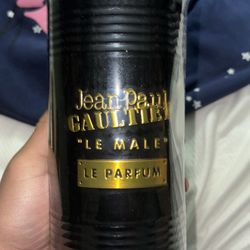 Jean Paul
GAULTIER
"LE MALE"
LE PARFUM